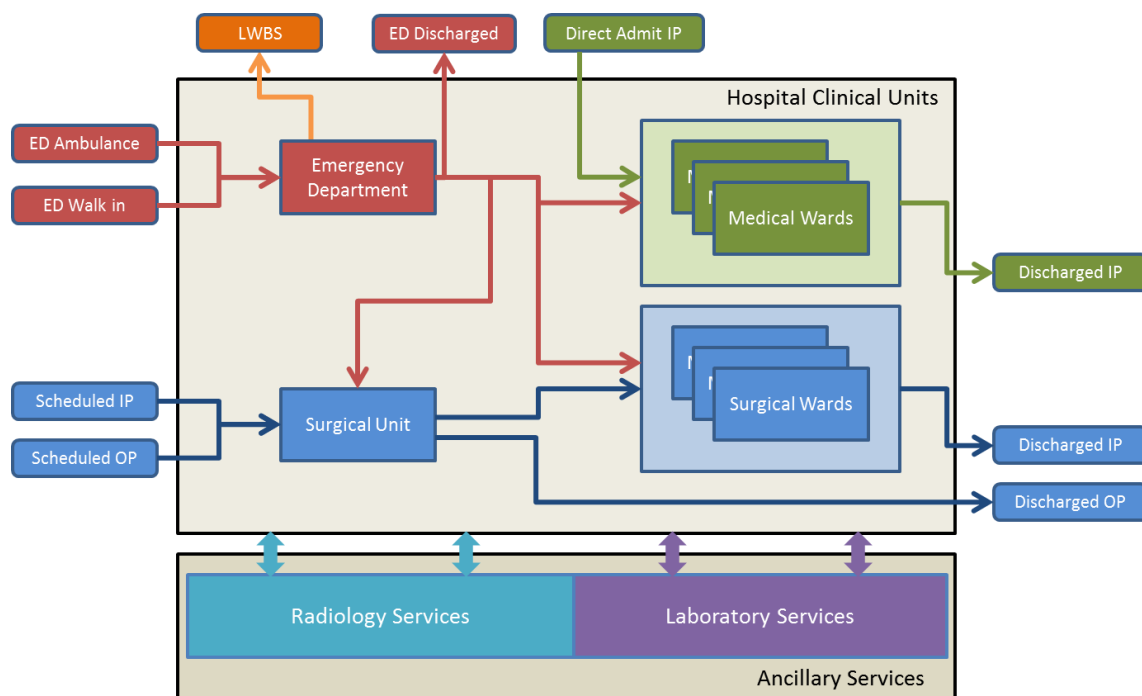 LWBS
ED Discharged
Direct Admit IP
Hospital Clinical Units
ED Ambulance
ED Walk in
Emergency
Department
M
M
Medical Wards
Discharged IP
Scheduled IP
Scheduled OP
Surgical Unit
M
M
Surgical Wards
Discharged IP
Discharged OP
Radiology Services
Laboratory Services
Ancillary Services